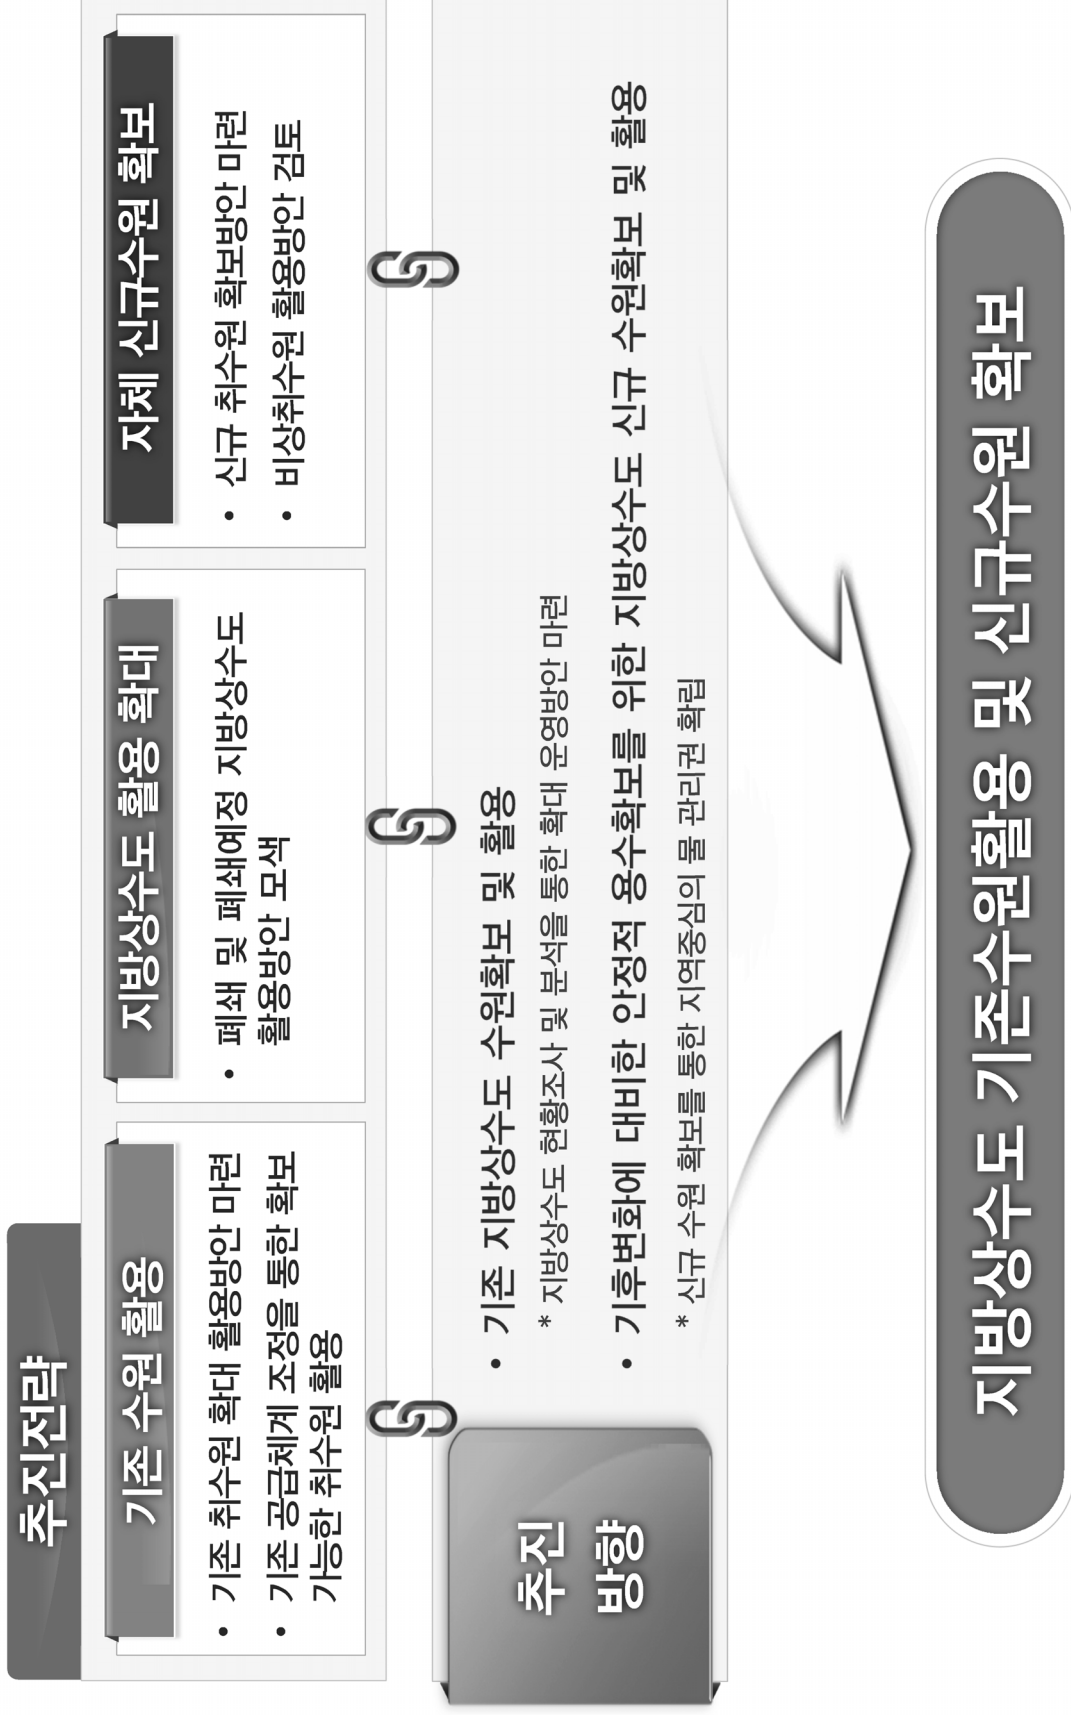 추진전략
기존 수원 활용
• 기존 취수원 확대 활용방안 마련
• 기존 공급체계 조정을 통한 확보
가능한 취수원 활용
지방상수도 활용 확대
• 폐쇄 및 폐쇄예정 지방상수도
활용방안 모색
자체 신규수원 확보
• 신규 취수원 확보방안 마련
• 비상취수원 활용방안 검토
추진
방향
• 기존 지방상수도 수원확보 및 활용
* 지방상수도 현황조사 및 분석을 통한 확대 운영방안 마련
• 기후변화에 대비한 안정적 용수확보를 위한 지방상수도 신규 수원확보 및 활용
* 신규 수원 확보를 통한 지역중심의 물 관리권 확립
지방상수도 기존수원활용 및 신규수원 확보